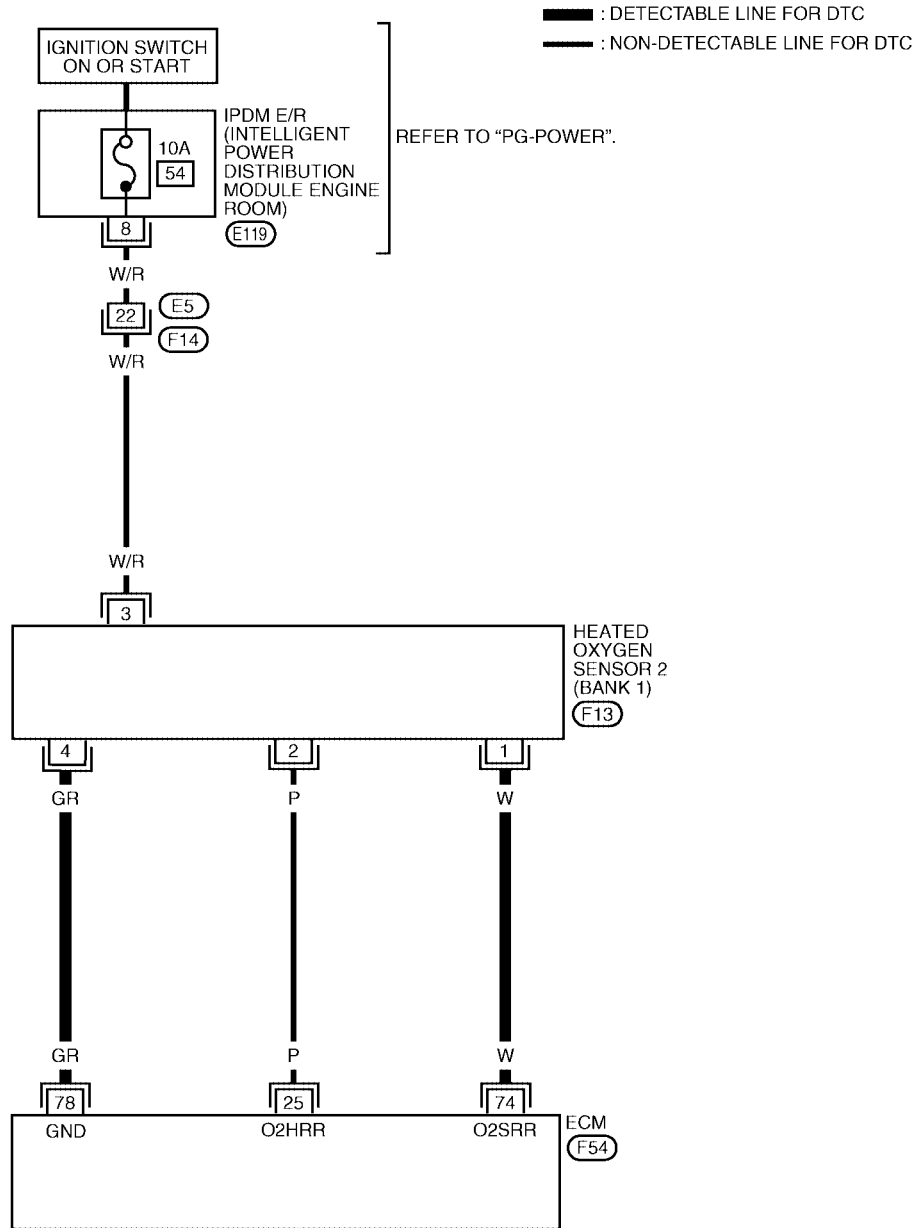 : DETECTABLE LINE FOR DTC
: NON-DETECTABLE LINE FOR DTC
IGNITION SWITCH
ON OR START
IPDM E/R
(INTELLIGENT
POWER
DISTRIBUTION
MODULE ENGINE
ROOM)
E119
REFER TO “PG-POWER”.
10A
54
8
W/R
22
E5
F14
W/R
W/R
3
HEATED
OXYGEN
SENSOR 2
(BANK 1)
F13
4 2 1
GR P W
GR P W
78 25 74
GND O2HRR O2SRR
ECM
F54